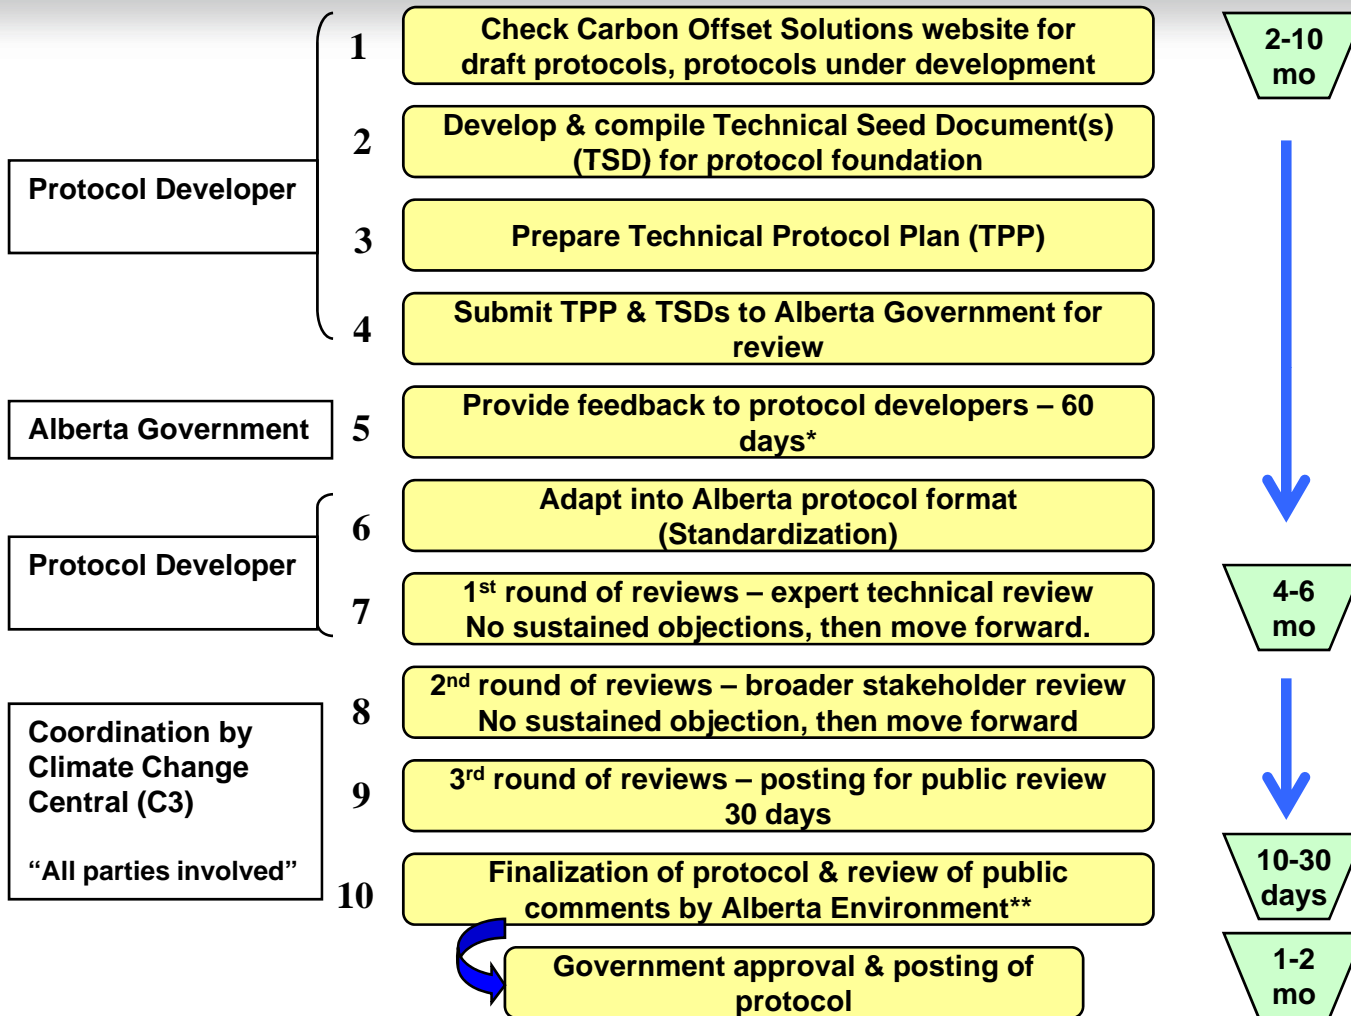 1
Check Carbon Offset Solutions website for
draft protocols, protocols under development
2-10
mo
2
Develop & compile Technical Seed Document(s)
(TSD) for protocol foundation
Protocol Developer
3
Prepare Technical Protocol Plan (TPP)
4
Submit TPP & TSDs to Alberta Government for
review
Alberta Government
5
Provide feedback to protocol developers – 60
days*
6
Adapt into Alberta protocol format
(Standardization)
Protocol Developer
7
1st round of reviews – expert technical review
No sustained objections, then move forward.
4-6
mo
8
2nd round of reviews – broader stakeholder review
No sustained objection, then move forward
Coordination by
Climate Change
Central (C3)
“All parties involved”
9
3rd round of reviews – posting for public review
30 days
10
Finalization of protocol & review of public
comments by Alberta Environment**
10-30
days
Government approval & posting of
protocol
1-2
mo